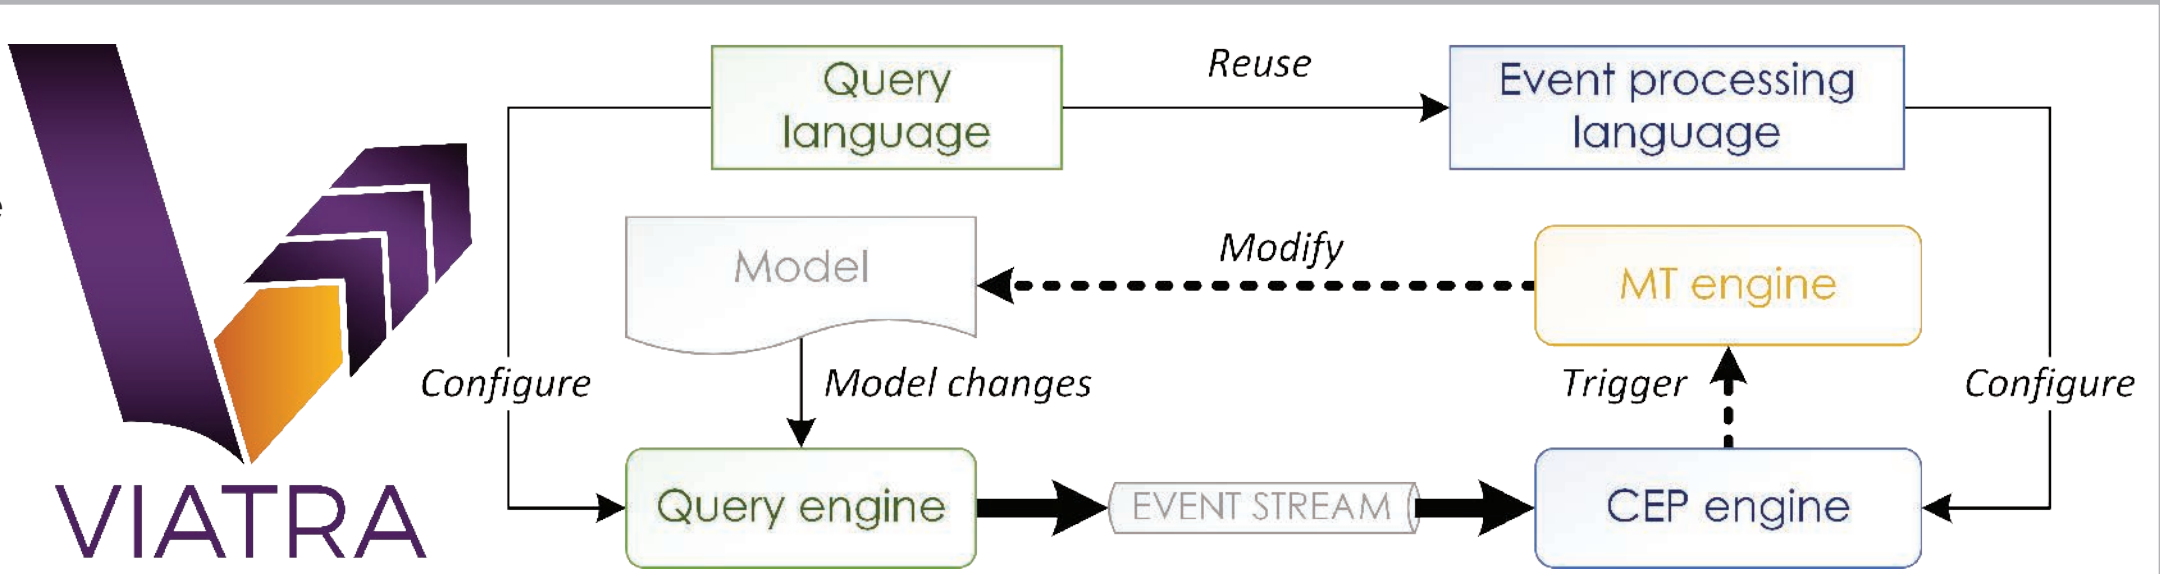 Query
language
Reuse
Event processing
language
Model
Modify
MT engine
Configure
Model changes
Trigger
Configure
Query engine
EVENT STREAM
CEP engine
VIATRA